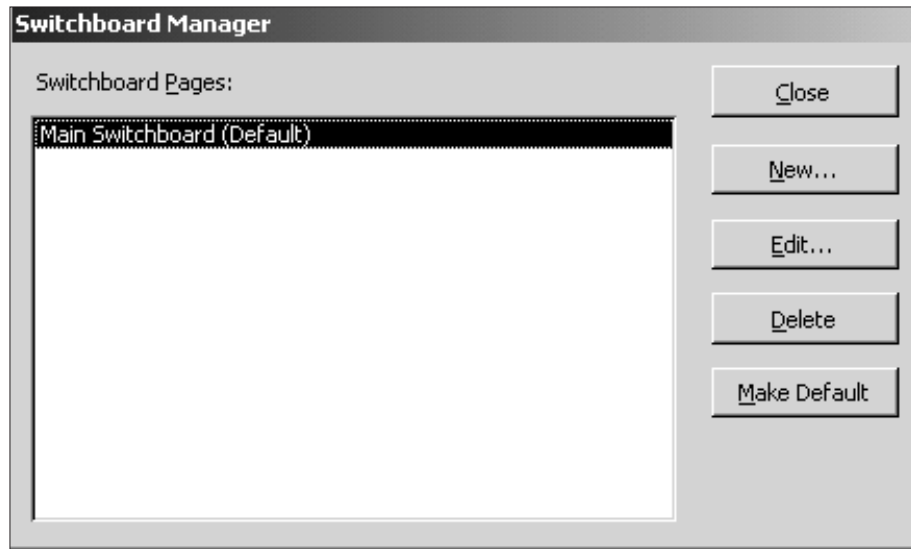 Switchboard Manager
Switchboard Pages:
Main Switchboard (Default)
Close
New...
Edit...
Delete
Make Default